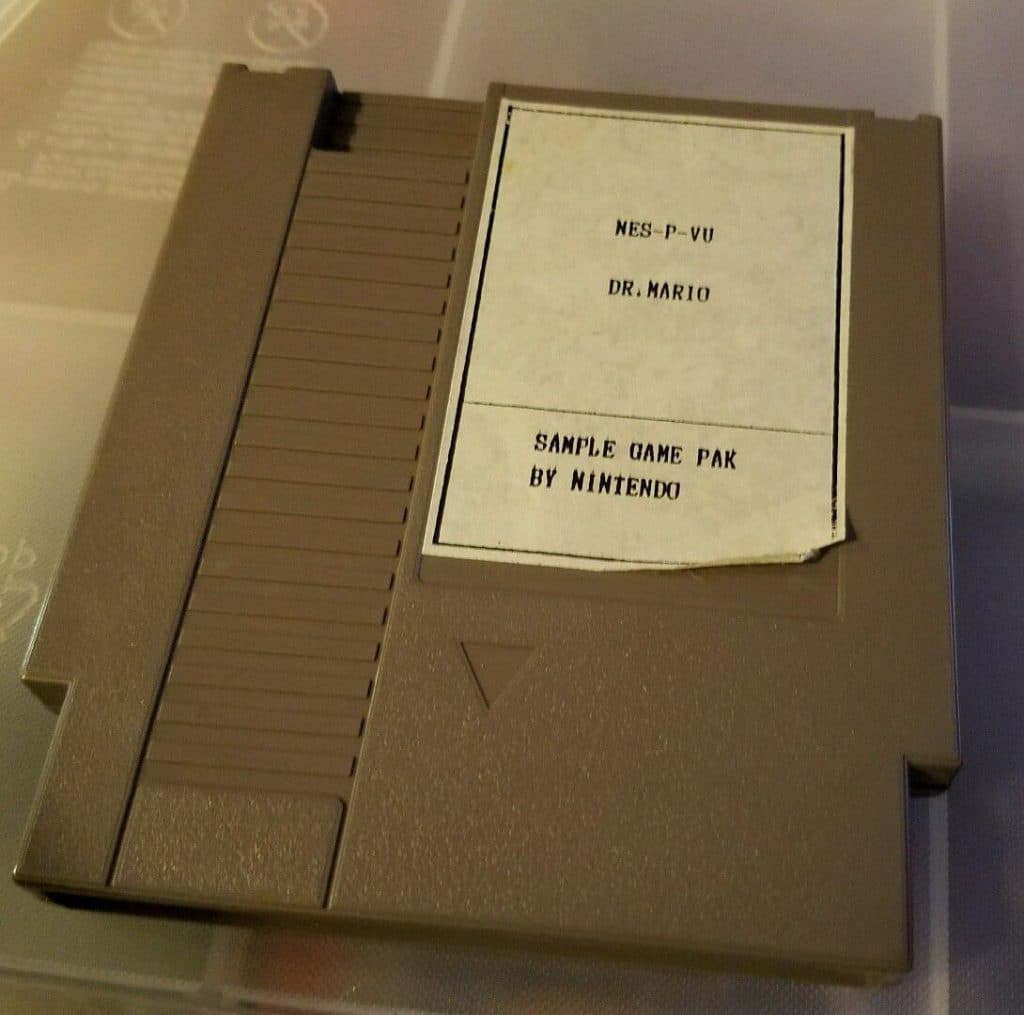 NES-P-VU
DR.MARIO
SAMPLE GAME PAK
BY NINTENDO